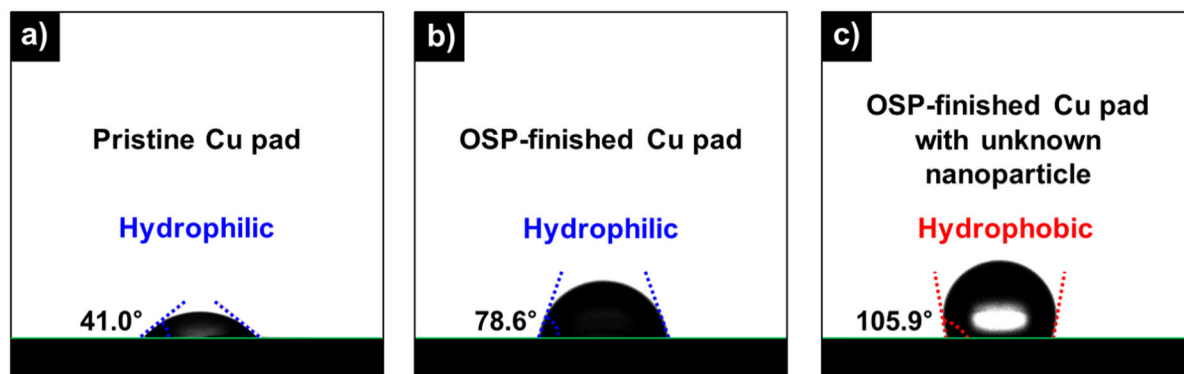 a)
Pristine Cu pad
Hydrophilic
41.0°
b)
OSP-finished Cu pad
Hydrophilic
78.6°
c)
OSP-finished Cu pad
with unknown
nanoparticle
Hydrophobic
105.9°